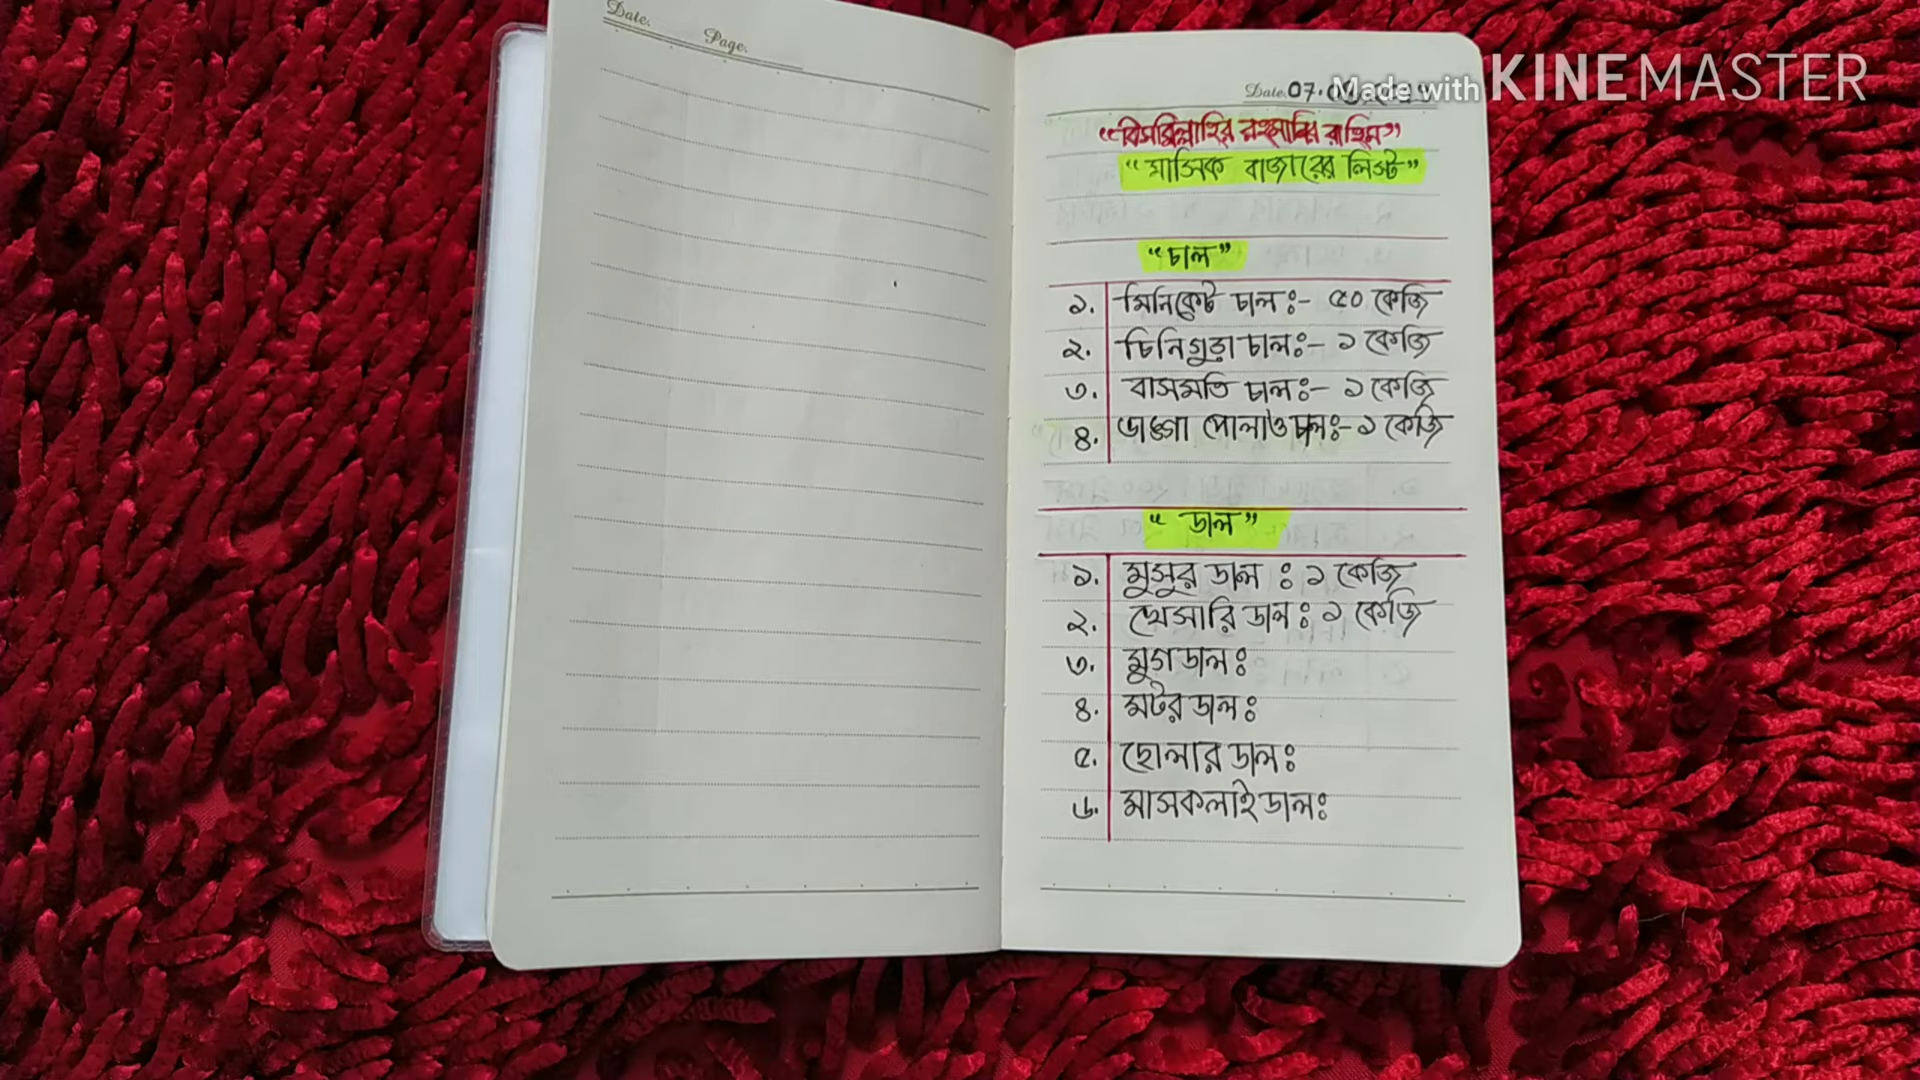 Date.
Page.
Made with KINEMASTER
Date. 07.
"বিসমিল্লাহির রহমানির রাহিম"
"মাসিক বাজারের লিস্ট"
"চাল"
১. মিনিকেট চাল ঃ- ৫০ কেজি
২. চিনিগুড়া চালঃ- ১ কেজি
৩. বাসমতি চালঃ- ১ কেজি
৪. ভাঙ্গা পোলাও চালঃ- ১ কেজি
"ডাল"
১. মুসুর ডাল ঃ ১ কেজি
২. খেসারি ডালঃ ১ কেজি
৩. মুগ ডালঃ
৪. মটর ডালঃ
৫. ছোলার ডালঃ
৬. মাসকলাই ডালঃ